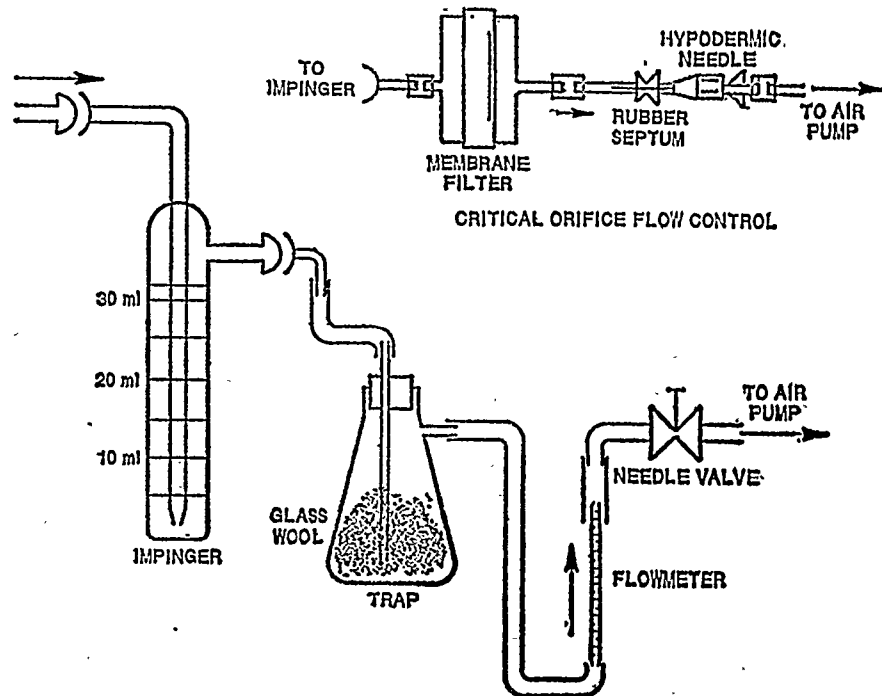 TO
IMPINGER
HYPODERMIC
NEEDLE
RUBBER
SEPTUM
TO AIR
PUMP
MEMBRANE
FILTER
CRITICAL ORIFICE FLOW CONTROL
30 ml
20 ml
10 ml
IMPINGER
GLASS
WOOL
TRAP
TO AIR
PUMP
NEEDLE VALVE
FLOWMETER